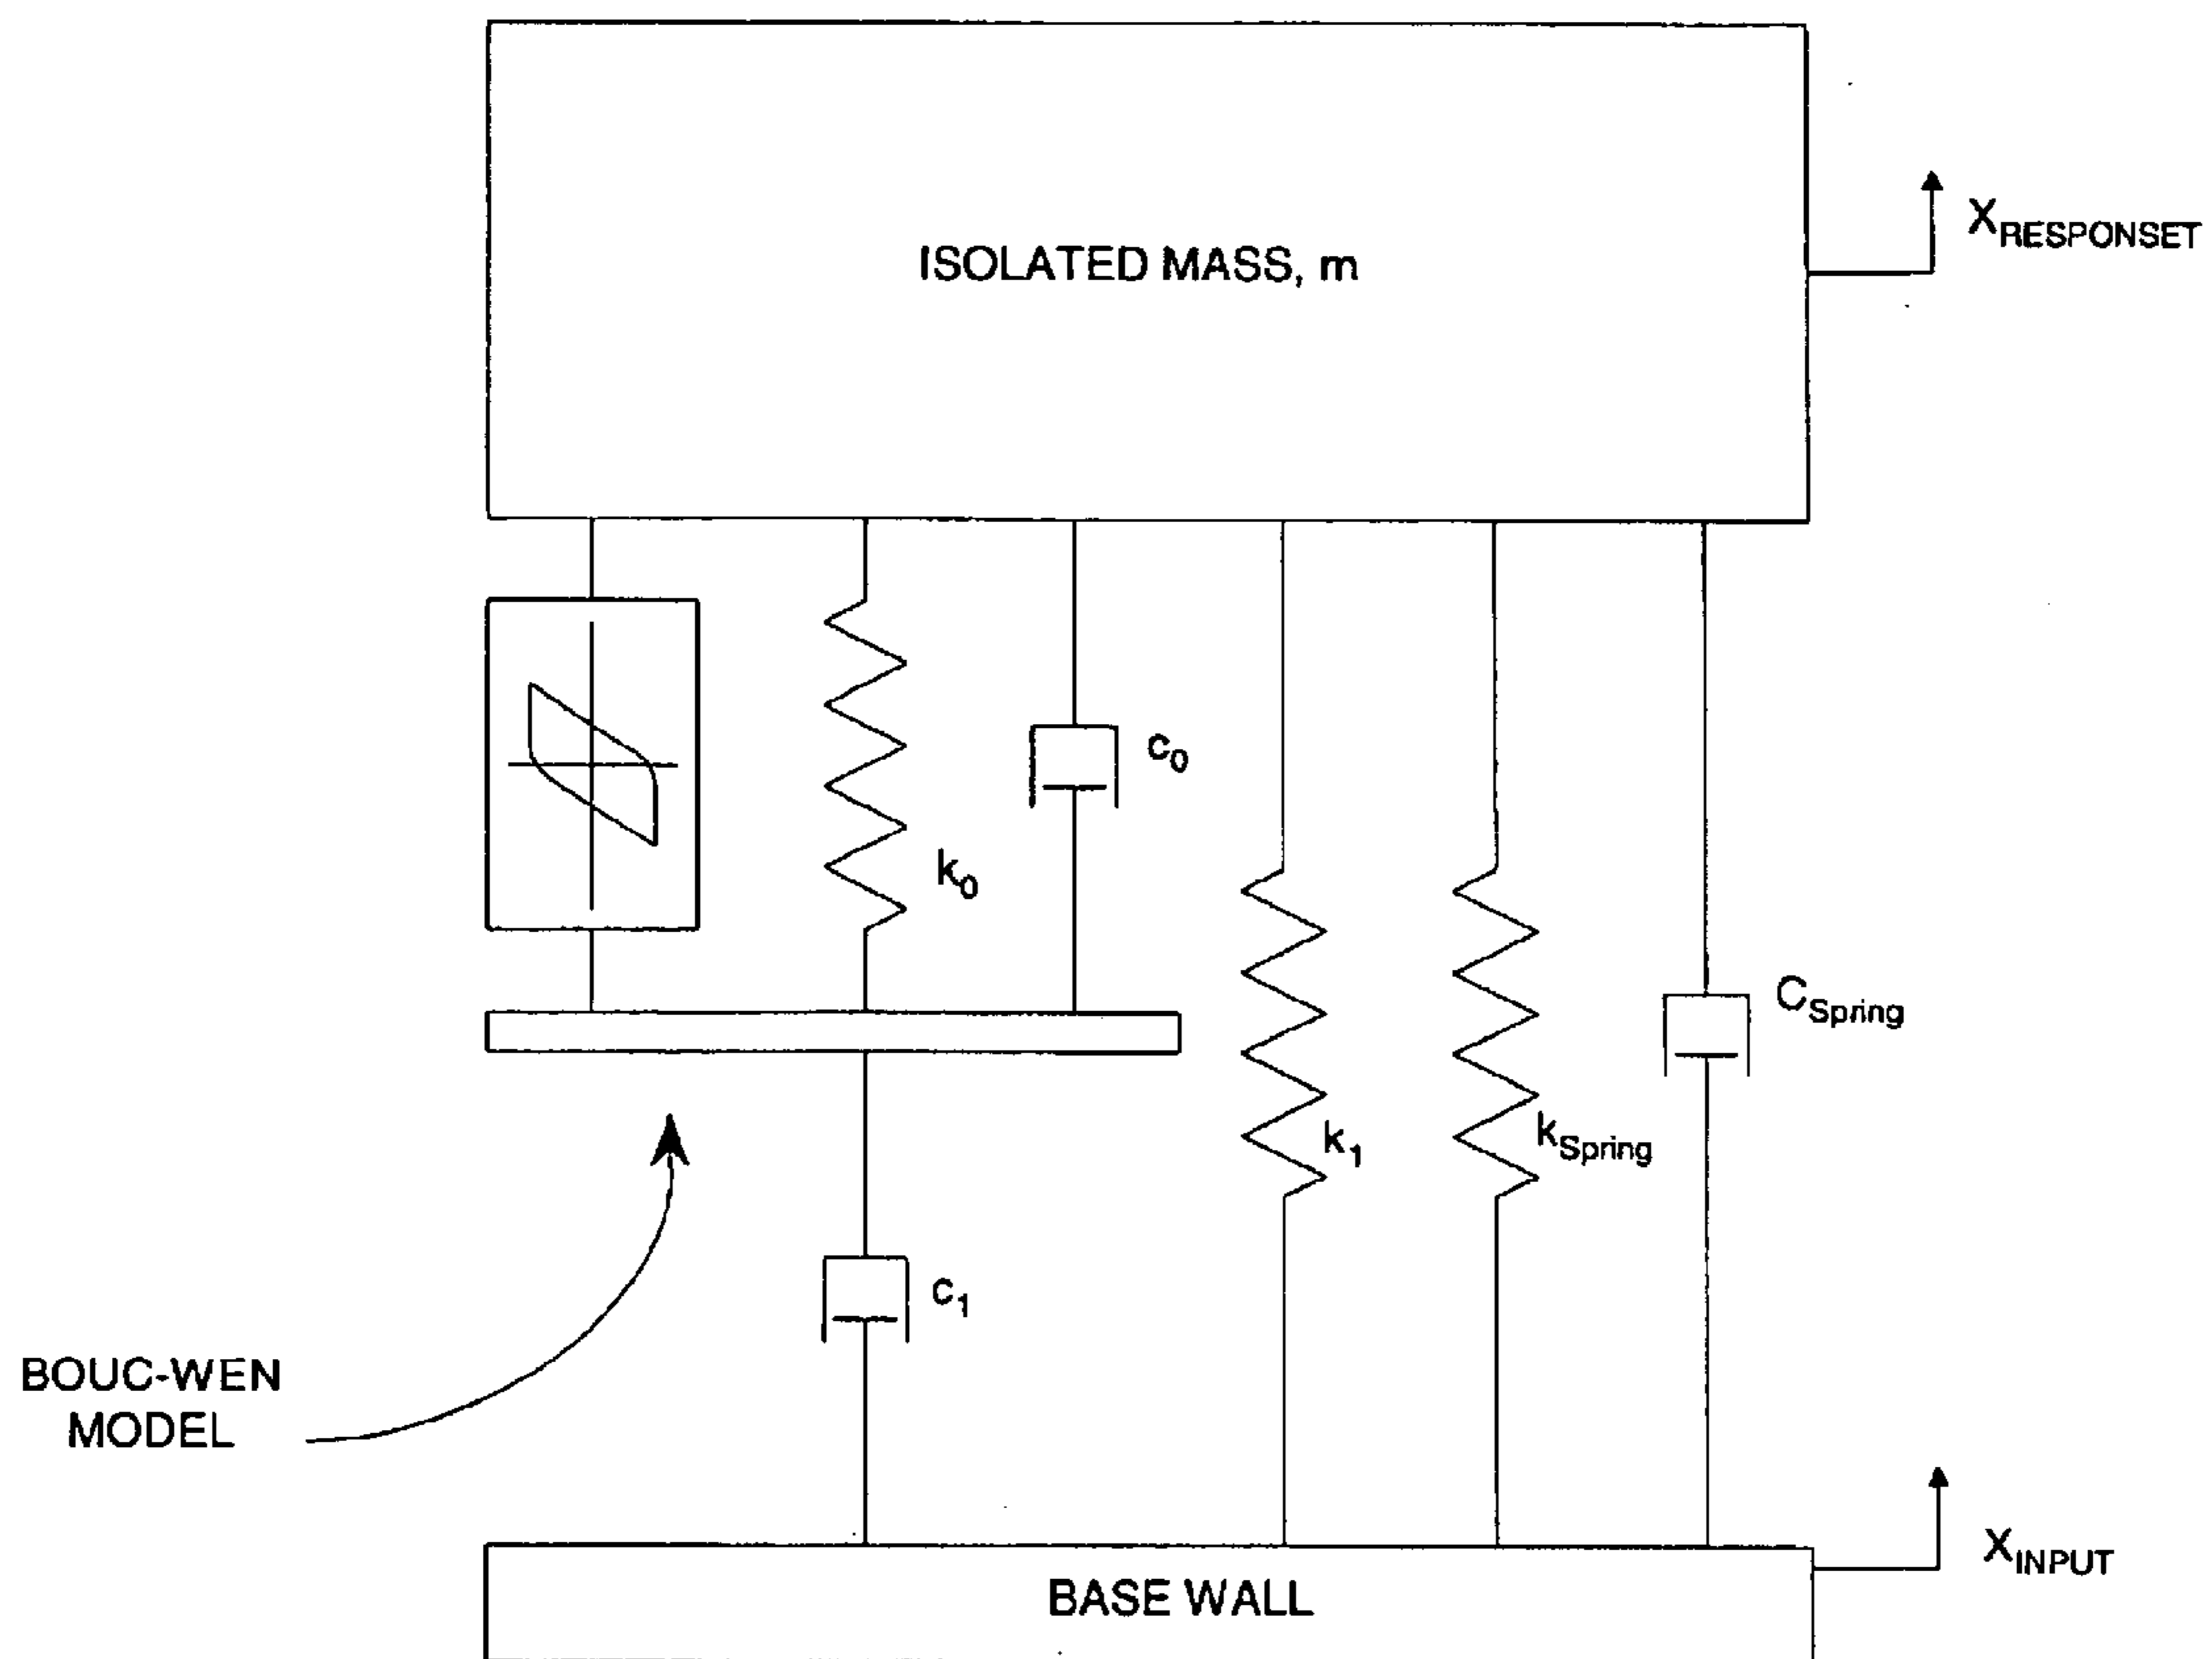 ISOLATED MASS, m
XRESPONSET
c0
k0
CSpring
k1
kSpring
c1
BOUC-WEN
MODEL
XINPUT
BASE WALL